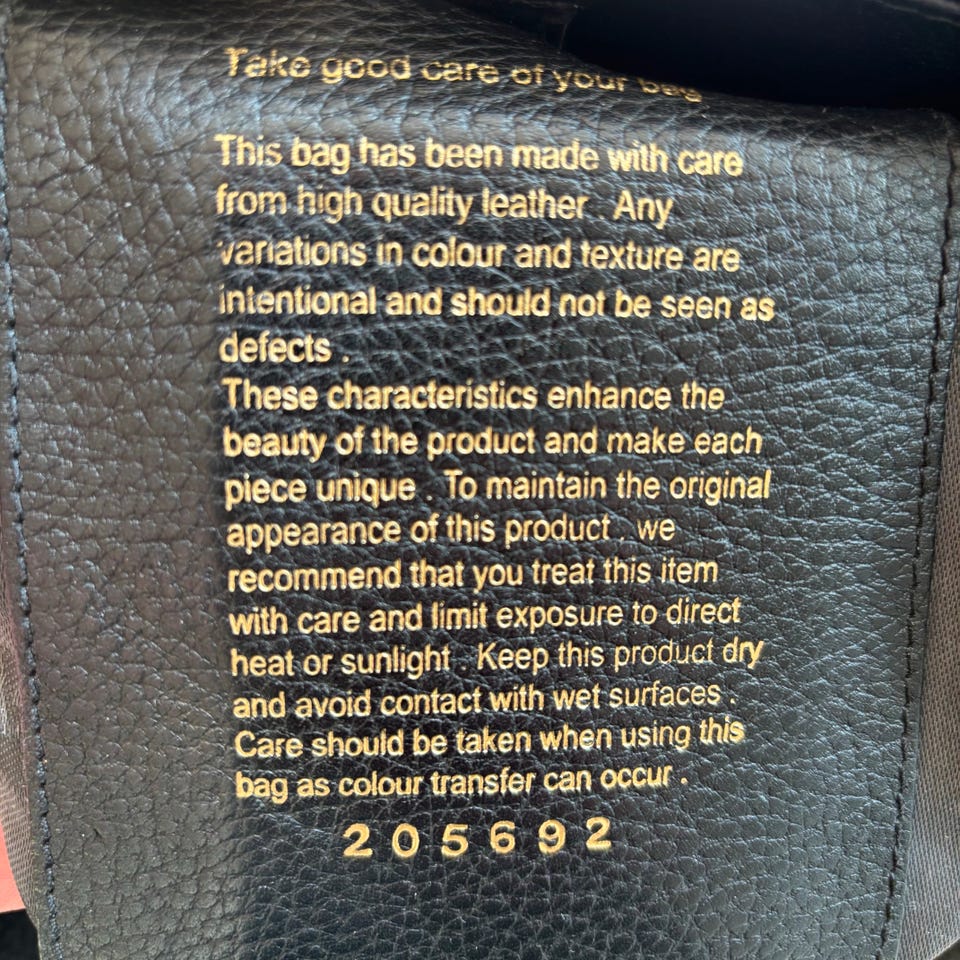 Take good care of your bag
This bag has been made with care
from high quality leather . Any
variations in colour and texture are
intentional and should not be seen as
defects .
These characteristics enhance the
beauty of the product and make each
piece unique . To maintain the original
appearance of this product . we
recommend that you treat this item
with care and limit exposure to direct
heat or sunlight . Keep this product dry
and avoid contact with wet surfaces .
Care should be taken when using this
bag as colour transfer can occur .
205692